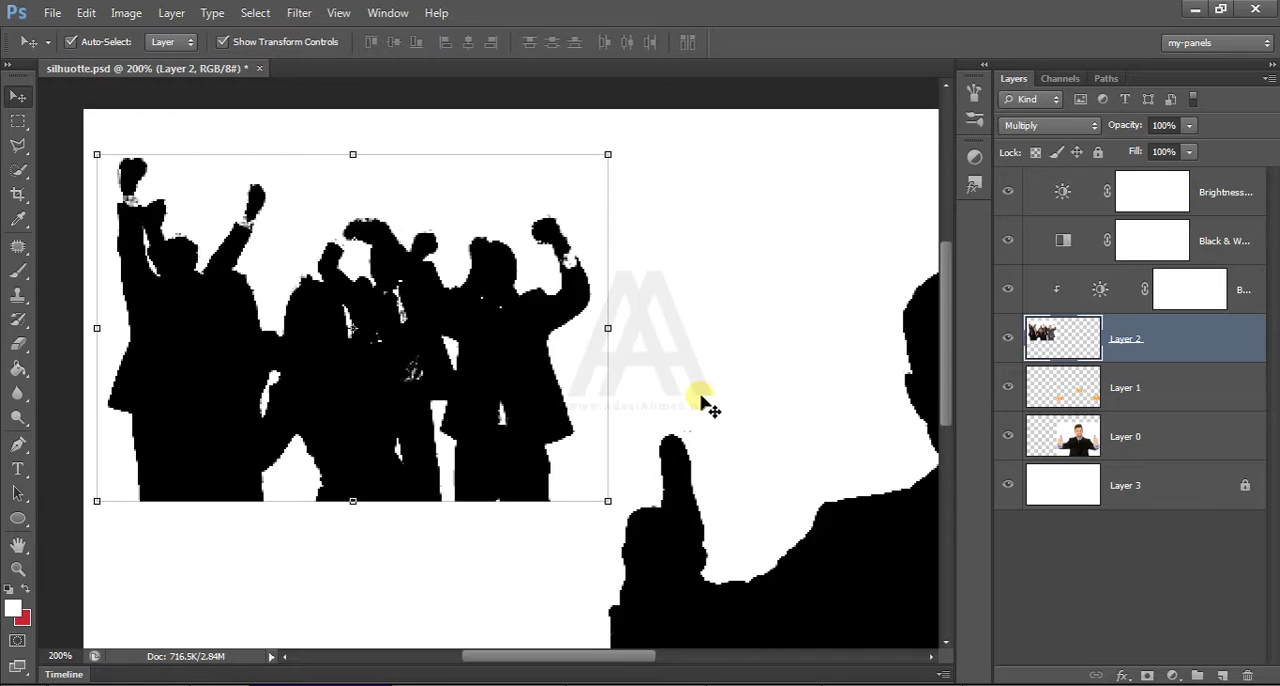 Ps File Edit Image Layer Type Select Filter View Window Help
Auto-Select: Layer Show Transform Controls my-panels
silhuotte.psd @ 200% (Layer 2, RGB/8#) *
Layers Channels Paths
Kind
Multiply Opacity: 100%
Lock: Fill: 100%
Brightness...
Black & W...
B...
Layer 2
Layer 1
Layer 0
Layer 3
200% Doc: 716.5K/2.84M
Timeline